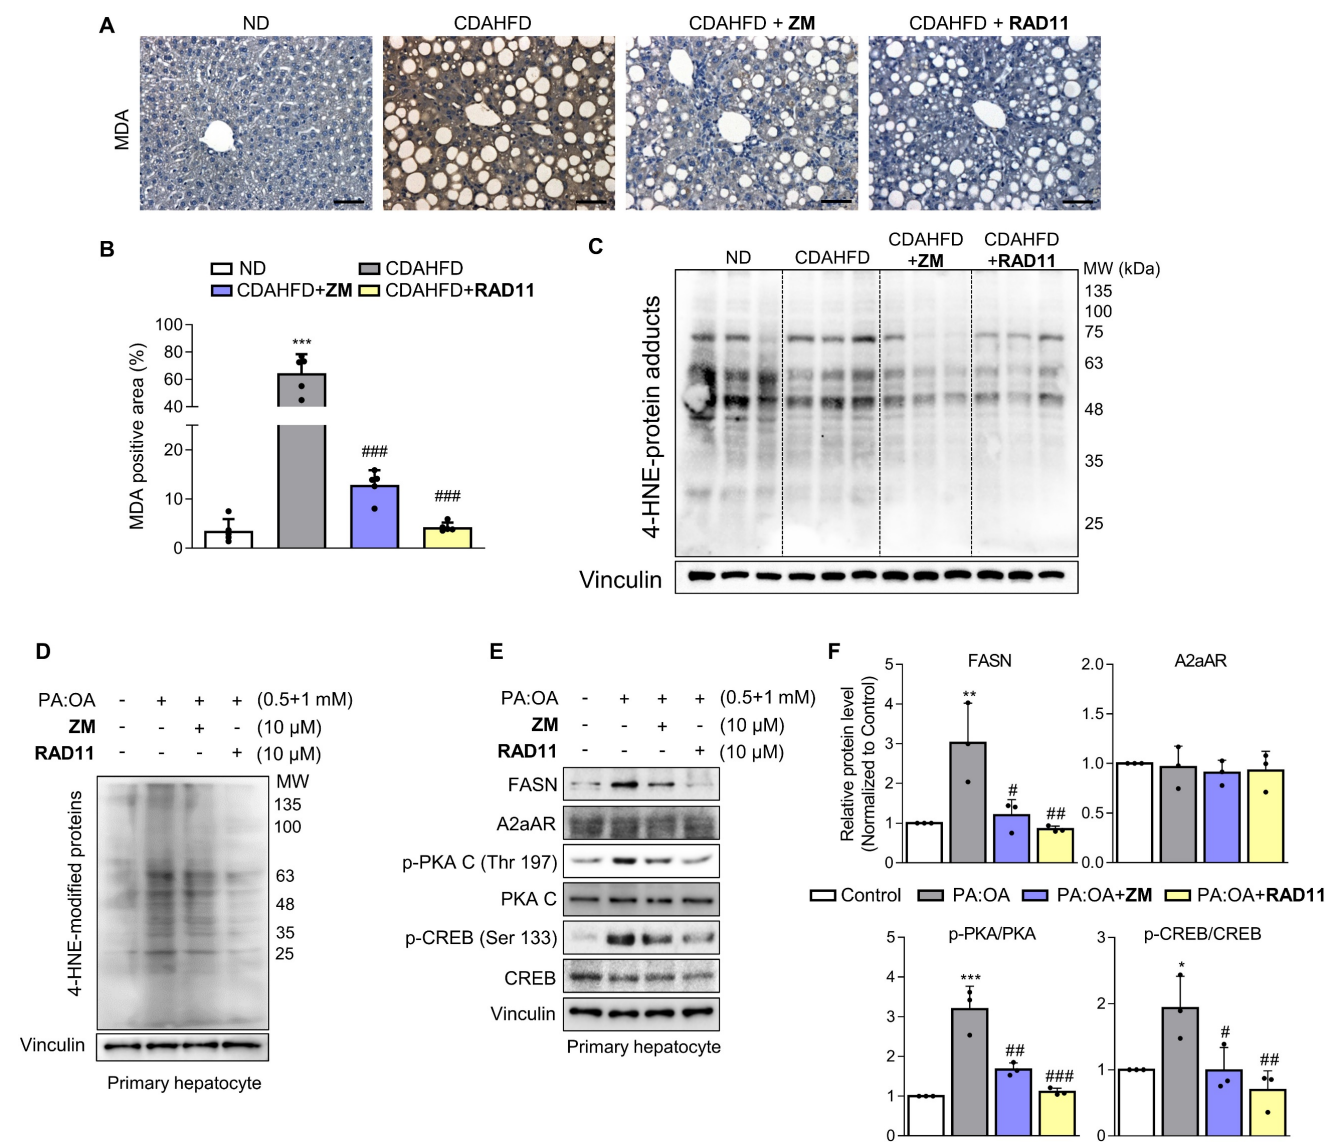 A
ND
CDAHFD
CDAHFD + ZM
CDAHFD + RAD11
MDA
B
ND
CDAHFD
CDAHFD+ZM
CDAHFD+RAD11
MDA positive area (%)
100
80
60
40
20
10
0
***
###
###
C
ND
CDAHFD
CDAHFD
+ZM
CDAHFD
+RAD11
MW (kDa)
135
100
75
63
48
35
25
4-HNE-protein adducts
Vinculin
D
PA:OA - + + + (0.5+1 mM)
ZM - - + - (10 µM)
RAD11 - - - + (10 µM)
MW
135
100
63
48
35
25
4-HNE-modified proteins
Vinculin
Primary hepatocyte
E
PA:OA - + + + (0.5+1 mM)
ZM - - + - (10 µM)
RAD11 - - - + (10 µM)
FASN
A2aAR
p-PKA C (Thr 197)
PKA C
p-CREB (Ser 133)
CREB
Vinculin
Primary hepatocyte
F
FASN
Relative protein level
(Normalized to Control)
5
4
3
2
1
0
**
#
##
A2aAR
2.0
1.5
1.0
0.5
0.0
Control
PA:OA
PA:OA+ZM
PA:OA+RAD11
p-PKA/PKA
5
4
3
2
1
0
***
##
###
p-CREB/CREB
3
2
1
0
*
#
##